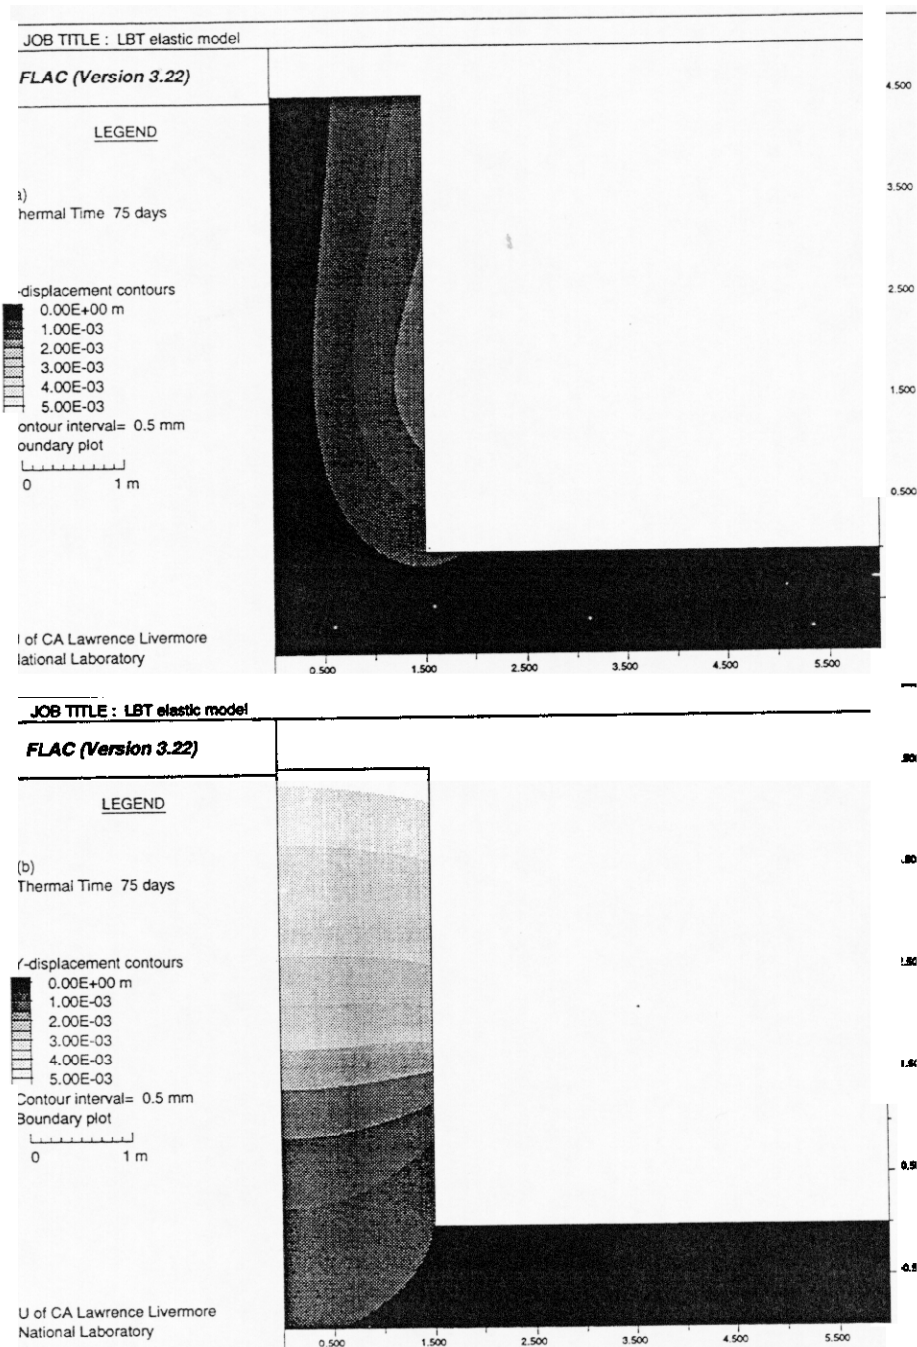 JOB TITLE : LBT elastic model
FLAC (Version 3.22)
LEGEND
a)
hermal Time 75 days
-displacement contours
0.00E+00 m
1.00E-03
2.00E-03
3.00E-03
4.00E-03
5.00E-03
ontour interval= 0.5 mm
oundary plot
0 1 m
of CA Lawrence Livermore
lational Laboratory
4.500
3.500
2.500
1.500
0.500
0.500 1.500 2.500 3.500 4.500 5.500
JOB TITLE : LBT elastic model
FLAC (Version 3.22)
LEGEND
(b)
Thermal Time 75 days
Y-displacement contours
0.00E+00 m
1.00E-03
2.00E-03
3.00E-03
4.00E-03
5.00E-03
Contour interval= 0.5 mm
Boundary plot
0 1 m
U of CA Lawrence Livermore
National Laboratory
0.500 1.500 2.500 3.500 4.500 5.500